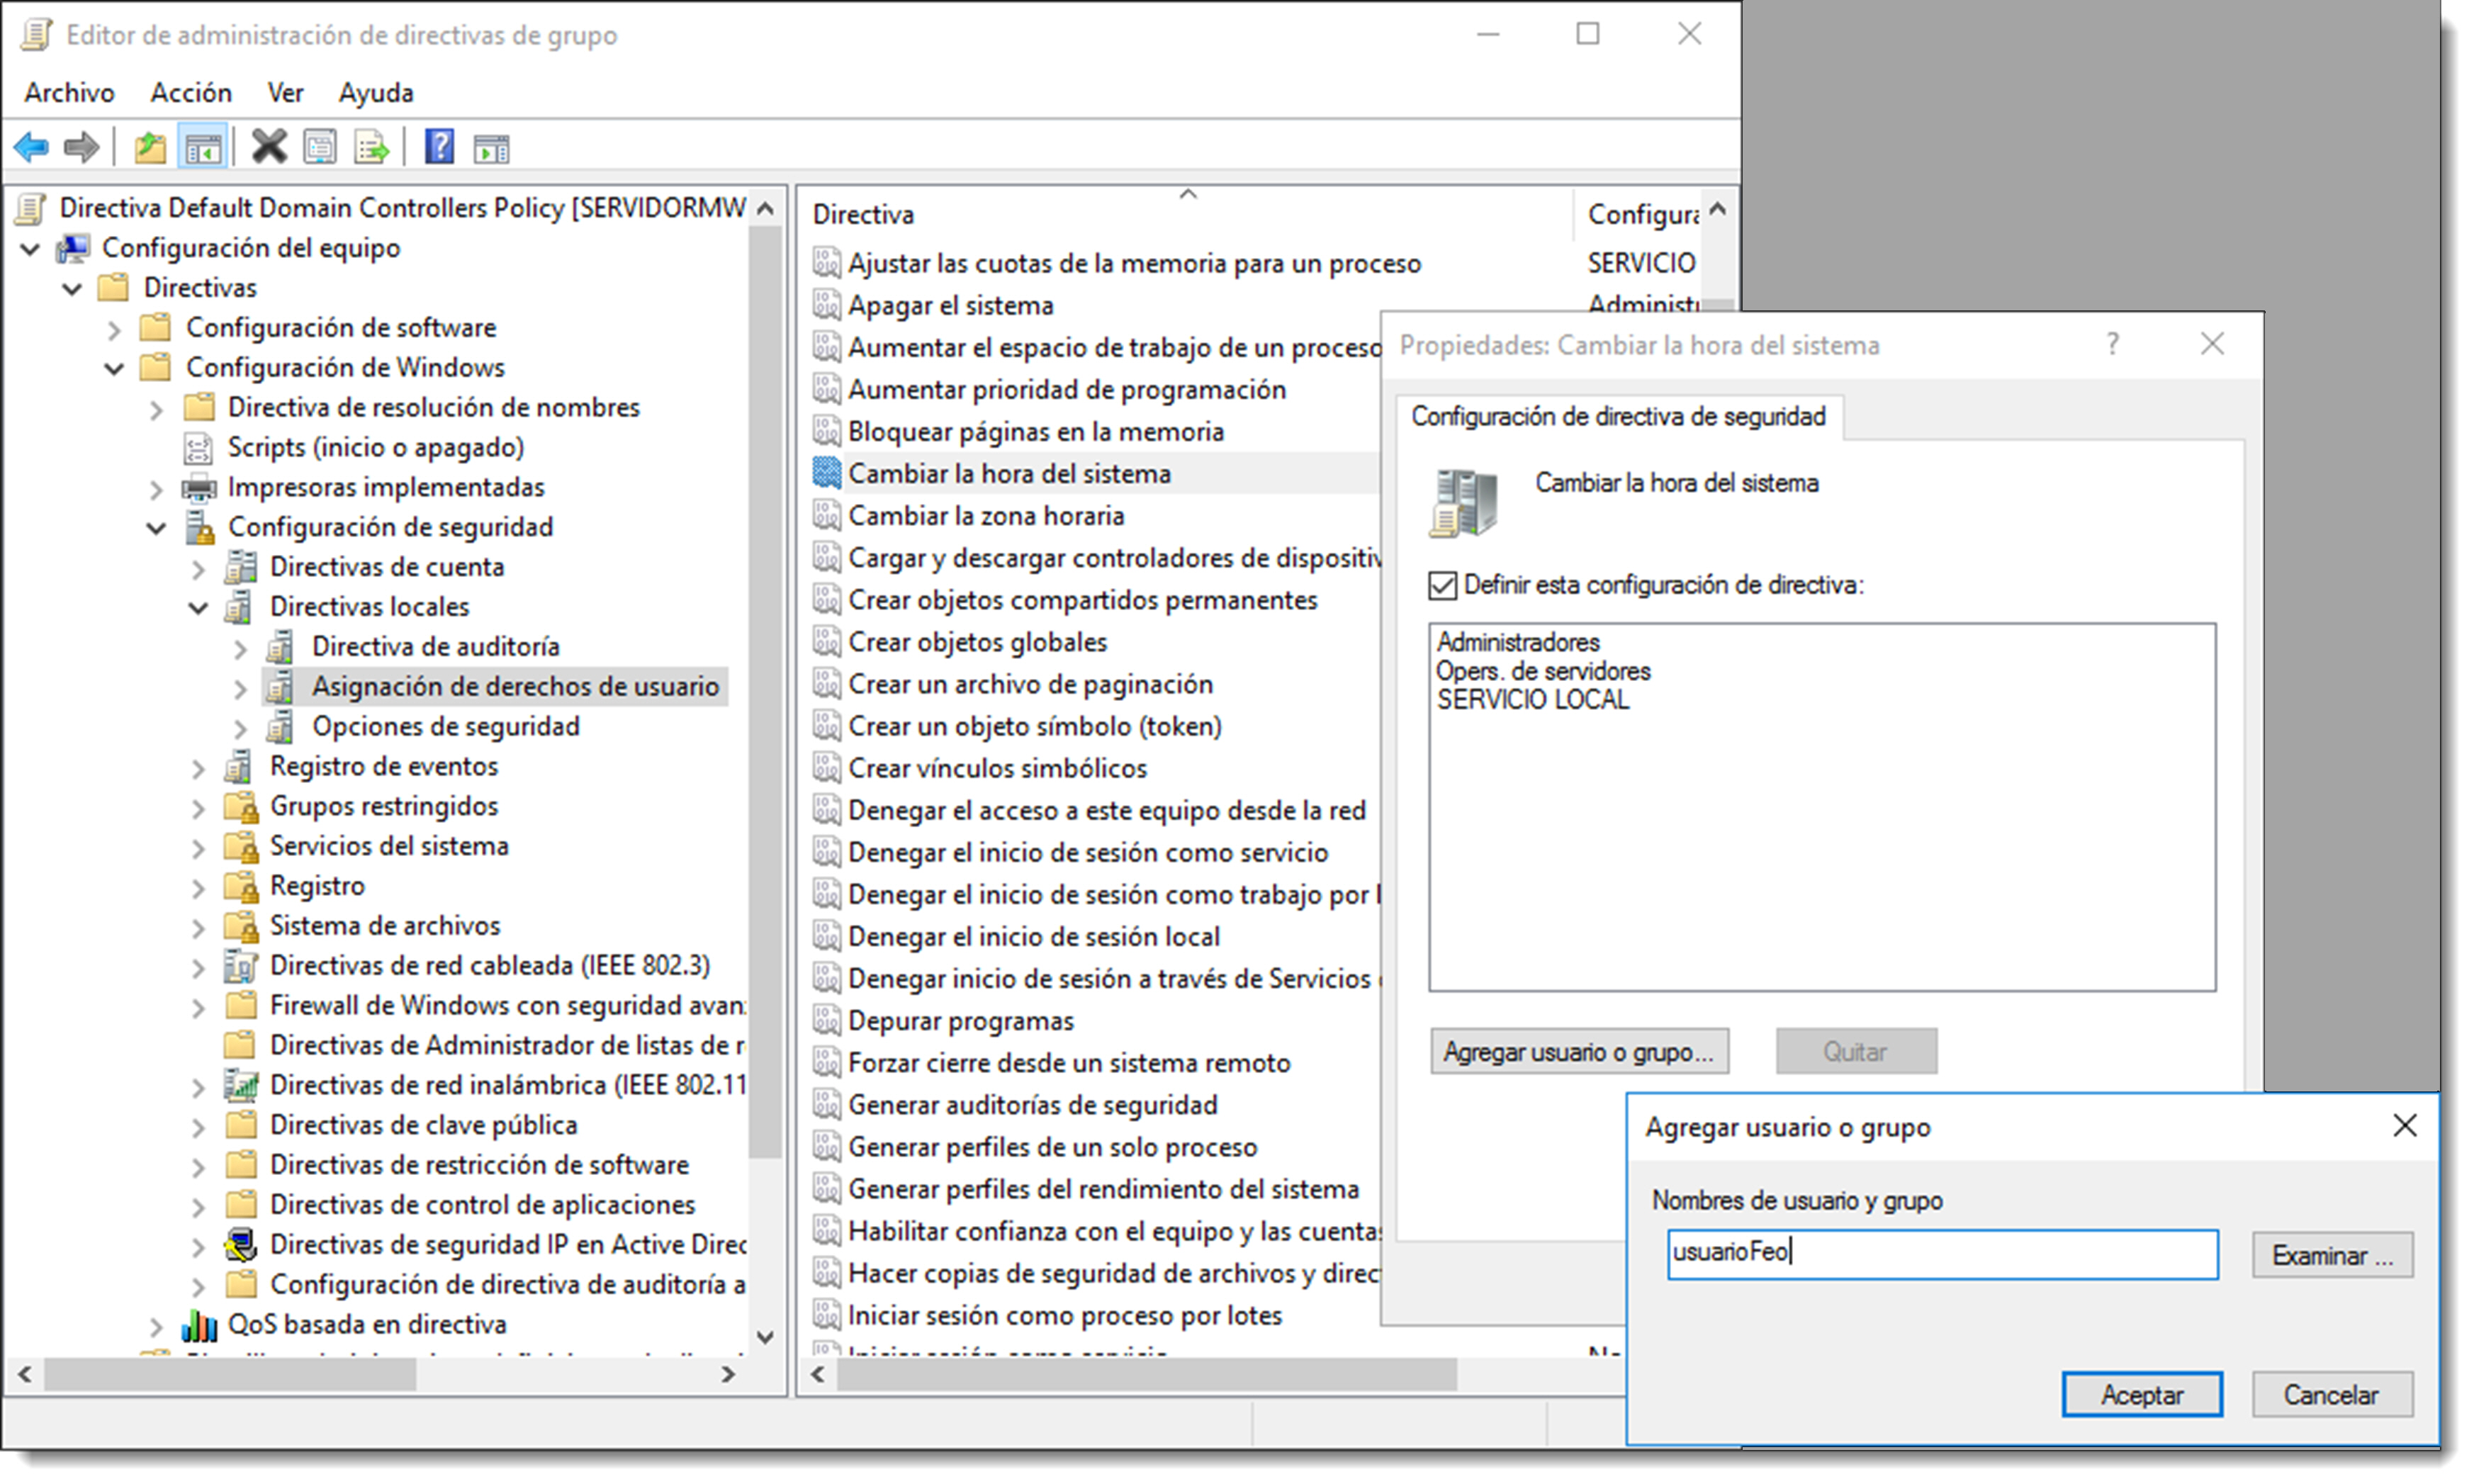 Editor de administración de directivas de grupo
Archivo Acción Ver Ayuda
Directiva Default Domain Controllers Policy [SERVIDORMW
Configuración del equipo
Directivas
Configuración de software
Configuración de Windows
Directiva de resolución de nombres
Scripts (inicio o apagado)
Impresoras implementadas
Configuración de seguridad
Directivas de cuenta
Directivas locales
Directiva de auditoría
Asignación de derechos de usuario
Opciones de seguridad
Registro de eventos
Grupos restringidos
Servicios del sistema
Registro
Sistema de archivos
Directivas de red cableada (IEEE 802.3)
Firewall de Windows con seguridad avan
Directivas de Administrador de listas de r
Directivas de red inalámbrica (IEEE 802.11
Directivas de clave pública
Directivas de restricción de software
Directivas de control de aplicaciones
Directivas de seguridad IP en Active Direc
Configuración de directiva de auditoría a
QoS basada en directiva
Directiva Configura
Ajustar las cuotas de la memoria para un proceso SERVICIO
Apagar el sistema Administr
Aumentar el espacio de trabajo de un proceso
Aumentar prioridad de programación
Bloquear páginas en la memoria
Cambiar la hora del sistema
Cambiar la zona horaria
Cargar y descargar controladores de dispositiv
Crear objetos compartidos permanentes
Crear objetos globales
Crear un archivo de paginación
Crear un objeto símbolo (token)
Crear vínculos simbólicos
Denegar el acceso a este equipo desde la red
Denegar el inicio de sesión como servicio
Denegar el inicio de sesión como trabajo por l
Denegar el inicio de sesión local
Denegar inicio de sesión a través de Servicios
Depurar programas
Forzar cierre desde un sistema remoto
Generar auditorías de seguridad
Generar perfiles de un solo proceso
Generar perfiles del rendimiento del sistema
Habilitar confianza con el equipo y las cuentas
Hacer copias de seguridad de archivos y direc
Iniciar sesión como proceso por lotes
Iniciar sesión como servicio No
Propiedades: Cambiar la hora del sistema ?
Configuración de directiva de seguridad
Cambiar la hora del sistema
Definir esta configuración de directiva:
Administradores
Opers. de servidores
SERVICIO LOCAL
Agregar usuario o grupo... Quitar
Agregar usuario o grupo
Nombres de usuario y grupo
usuarioFeo Examinar ...
Aceptar Cancelar